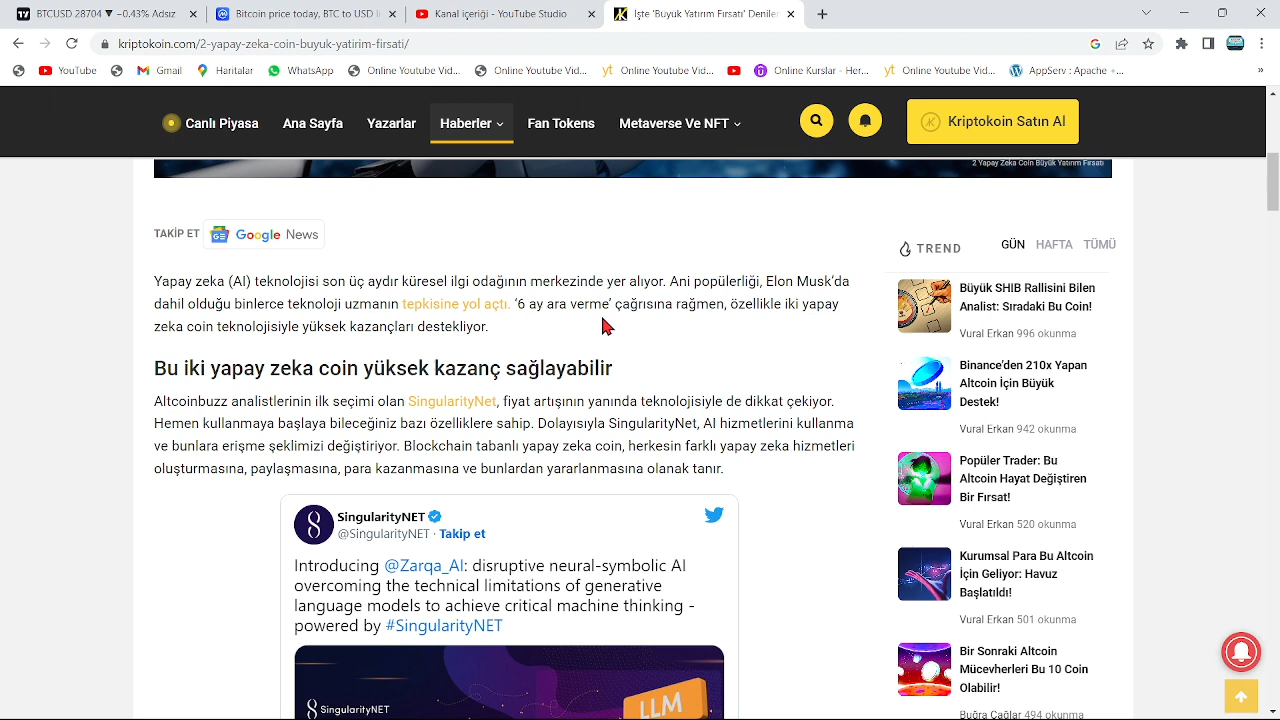 BTCUSD 28704 ▼ −0.43% Şap
Bitcoin price today, BTC to USD li
Kanal içeriği - YouTube Studio
İşte 'Büyük Yatırım Fırsatı' Denilen
kriptokoin.com/2-yapay-zeka-coin-buyuk-yatirim-firsati/
YouTube
Gmail
Haritalar
WhatsApp
Online Youtube Vid...
Online Youtube Vid...
Online Kurslar - Her...
Online Youtube Vid...
AppServ : Apache +...
»
Canlı Piyasa
Ana Sayfa
Yazarlar
Haberler
Fan Tokens
Metaverse Ve NFT
Kriptokoin Satın Al
2 Yapay Zeka Coin Büyük Yatırım Fırsatı
TAKİP ET Google News
Yapay zeka (AI) teknolojisi son üç aydır küresel ilgi odağının merkezinde yer alıyor. Ani popülerliği, Elon Musk'da
dahil olduğu binlerce teknoloji uzmanın tepkisine yol açtı. '6 ay ara verme' çağrısına rağmen, özellikle iki yapay
zeka coin teknolojisiyle yüksek kazançları destekliyor.
Bu iki yapay zeka coin yüksek kazanç sağlayabilir
Altcoinbuzz analistlerinin ilk seçimi olan SingularityNet, fiyat artışının yanında teknolojisiyle de dikkat çekiyor.
Hemen kullanmaya başlaya bileceğiniz bazı özelliklere sahip. Dolayısıyla SingularityNet, AI hizmetlerini kullanma
ve bunlara erişme şeklimizi değiştiriyor. Blockchain tabanlı yapay zeka coin, herkesin farklı yapay zeka hizmetleri
oluşturmasına, paylaşmasına, para kazanmasına ve bunlardan yararlanmasına olanak tanır.
SingularityNET
@SingularityNET · Takip et
Introducing @Zarqa_AI: disruptive neural-symbolic AI
overcoming the technical limitations of generative
language models to achieve critical machine thinking -
powered by #SingularityNET
SingularityNET
LLM
TREND
GÜN HAFTA TÜMÜ
Büyük SHIB Rallisini Bilen
Analist: Sıradaki Bu Coin!
Vural Erkan 996 okunma
Binance'den 210x Yapan
Altcoin İçin Büyük
Destek!
Vural Erkan 942 okunma
Popüler Trader: Bu
Altcoin Hayat Değiştiren
Bir Fırsat!
Vural Erkan 520 okunma
Kurumsal Para Bu Altcoin
İçin Geliyor: Havuz
Başlatıldı!
Vural Erkan 501 okunma
Bir Sonraki Altcoin
Mücevherleri Bu 10 Coin
Olabilir!
Buğra Çağlar 494 okunma